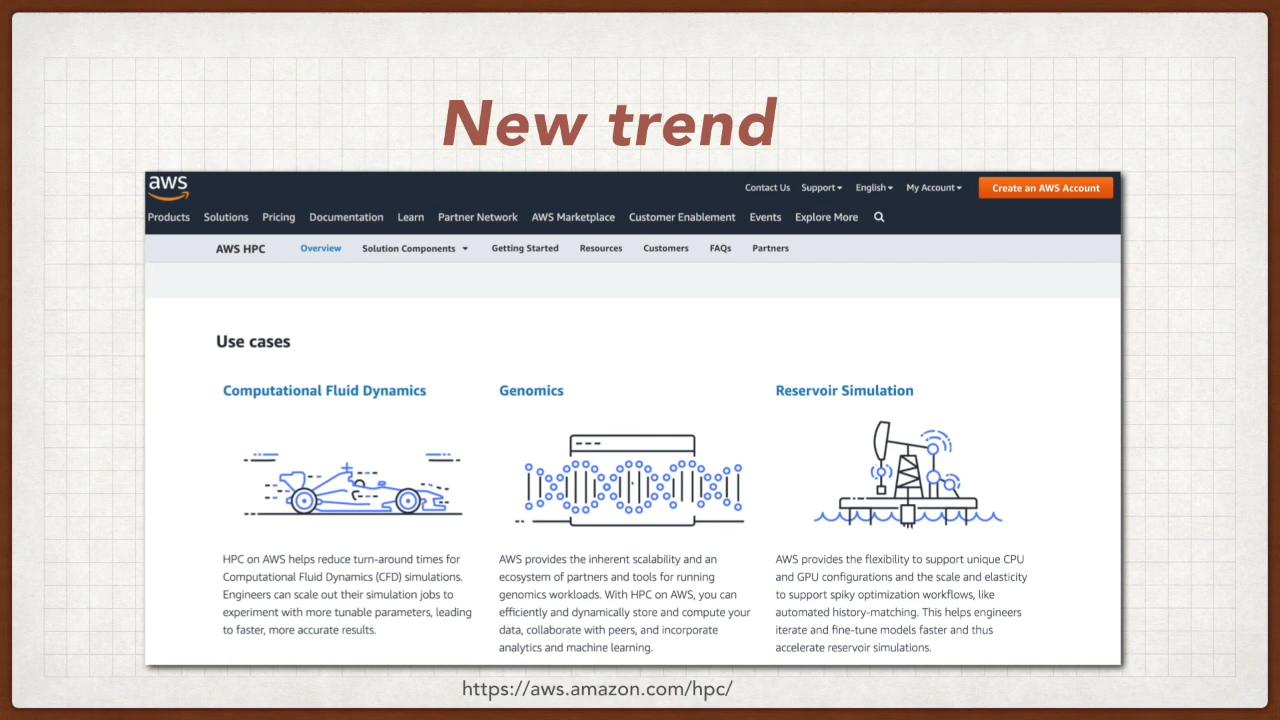 New trend
aws
Contact Us Support English My Account Create an AWS Account
Products Solutions Pricing Documentation Learn Partner Network AWS Marketplace Customer Enablement Events Explore More
AWS HPC Overview Solution Components Getting Started Resources Customers FAQs Partners
Use cases
Computational Fluid Dynamics
HPC on AWS helps reduce turn-around times for
Computational Fluid Dynamics (CFD) simulations.
Engineers can scale out their simulation jobs to
experiment with more tunable parameters, leading
to faster, more accurate results.
Genomics
AWS provides the inherent scalability and an
ecosystem of partners and tools for running
genomics workloads. With HPC on AWS, you can
efficiently and dynamically store and compute your
data, collaborate with peers, and incorporate
analytics and machine learning.
Reservoir Simulation
AWS provides the flexibility to support unique CPU
and GPU configurations and the scale and elasticity
to support spiky optimization workflows, like
automated history-matching. This helps engineers
iterate and fine-tune models faster and thus
accelerate reservoir simulations.
https://aws.amazon.com/hpc/